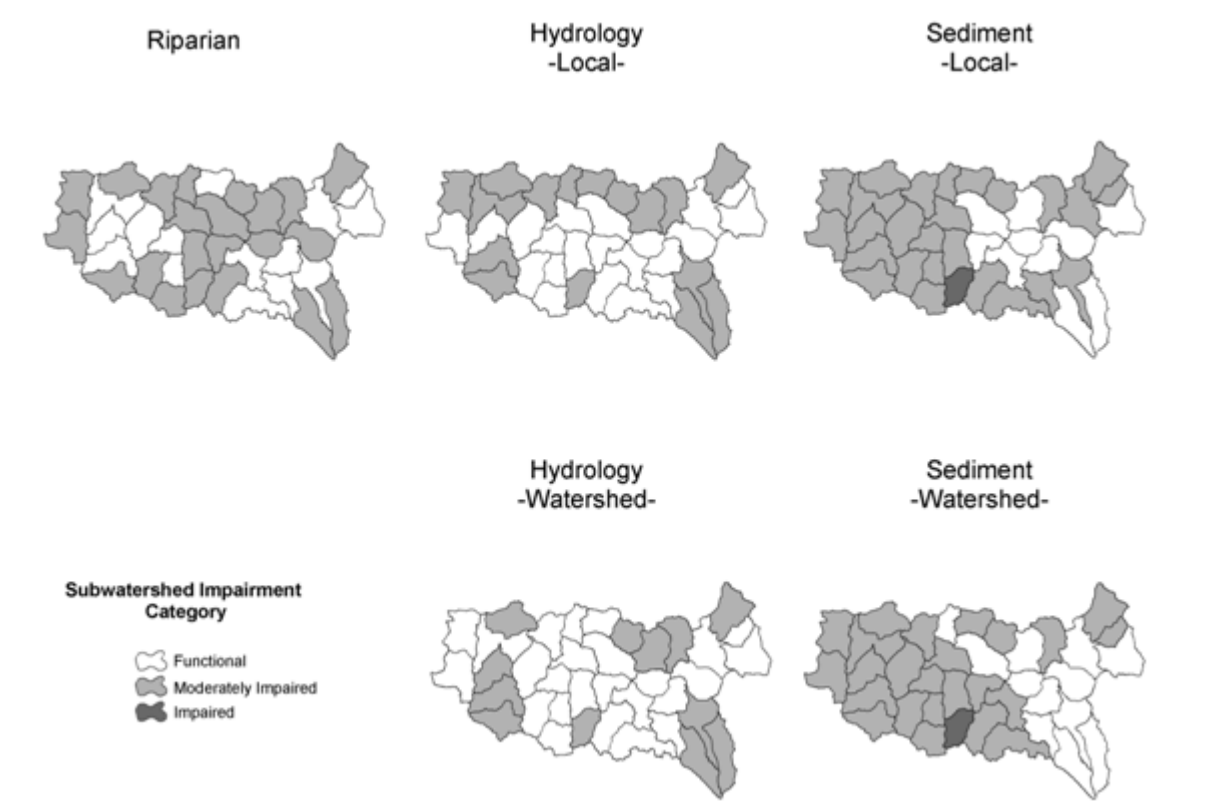 Riparian
Hydrology
-Local-
Sediment
-Local-
Hydrology
-Watershed-
Sediment
-Watershed-
Subwatershed Impairment
Category
Functional
Moderately Impaired
Impaired